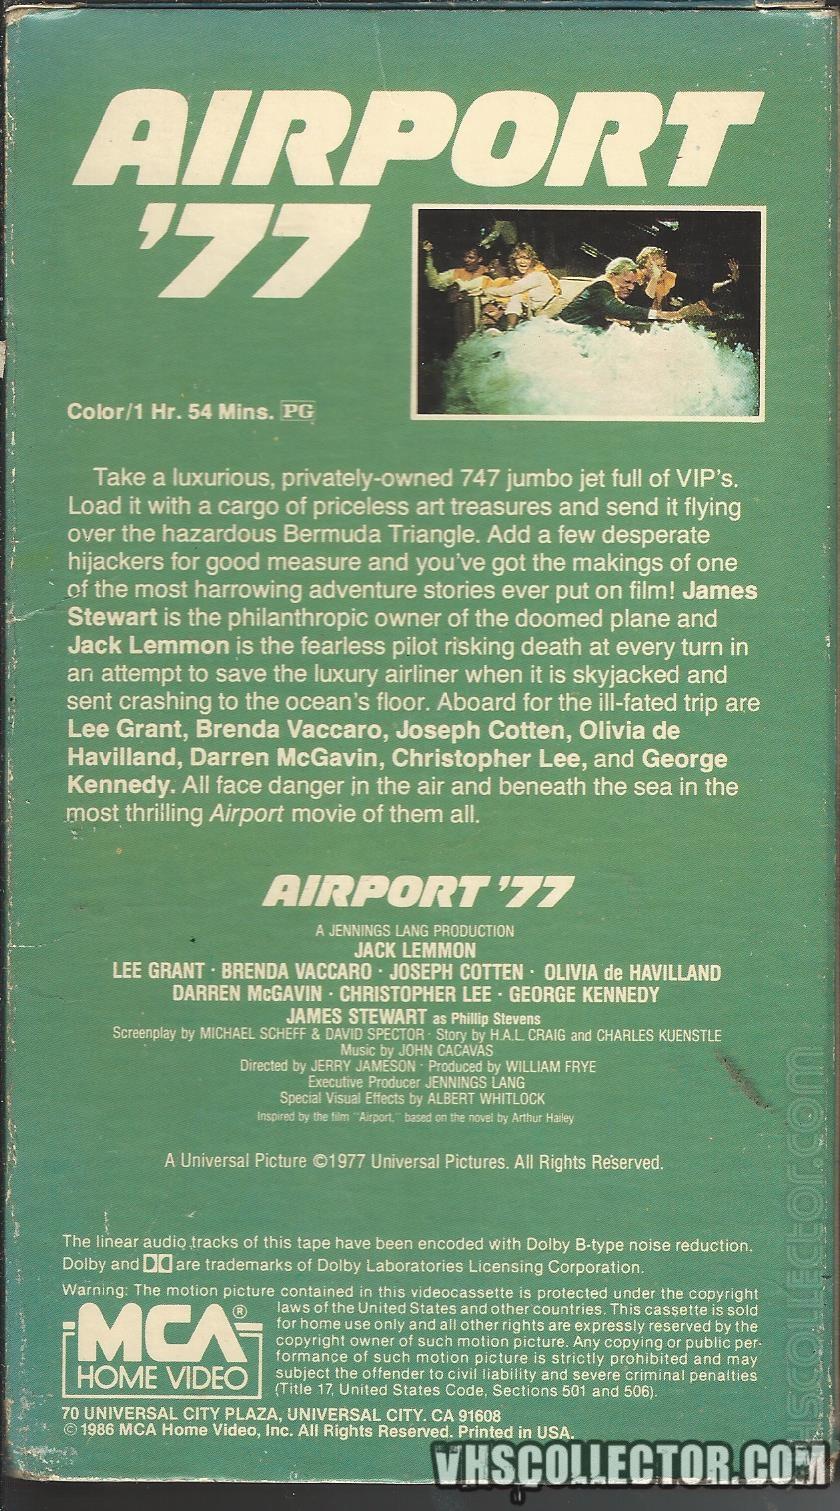 AIRPORT
'77
Color/1 Hr. 54 Mins. PG
Take a luxurious, privately-owned 747 jumbo jet full of VIP's.
Load it with a cargo of priceless art treasures and send it flying
over the hazardous Bermuda Triangle. Add a few desperate
hijackers for good measure and you've got the makings of one
of the most harrowing adventure stories ever put on film! James
Stewart is the philanthropic owner of the doomed plane and
Jack Lemmon is the fearless pilot risking death at every turn in
an attempt to save the luxury airliner when it is skyjacked and
sent crashing to the ocean's floor. Aboard for the ill-fated trip are
Lee Grant, Brenda Vaccaro, Joseph Cotten, Olivia de
Havilland, Darren McGavin, Christopher Lee, and George
Kennedy. All face danger in the air and beneath the sea in the
most thrilling Airport movie of them all.
AIRPORT '77
A JENNINGS LANG PRODUCTION
JACK LEMMON
LEE GRANT · BRENDA VACCARO · JOSEPH COTTEN · OLIVIA de HAVILLAND
DARREN McGAVIN · CHRISTOPHER LEE · GEORGE KENNEDY
JAMES STEWART as Phillip Stevens
Screenplay by MICHAEL SCHEFF & DAVID SPECTOR · Story by H.A.L. CRAIG and CHARLES KUENSTLE
Music by JOHN CACAVAS
Directed by JERRY JAMESON · Produced by WILLIAM FRYE
Executive Producer JENNINGS LANG
Special Visual Effects by ALBERT WHITLOCK
Inspired by the film "Airport," based on the novel by Arthur Hailey
A Universal Picture ©1977 Universal Pictures. All Rights Reserved.
The linear audio tracks of this tape have been encoded with Dolby B-type noise reduction.
Dolby and DD are trademarks of Dolby Laboratories Licensing Corporation.
Warning: The motion picture contained in this videocassette is protected under the copyright
laws of the United States and other countries. This cassette is sold
for home use only and all other rights are expressly reserved by the
copyright owner of such motion picture. Any copying or public per-
formance of such motion picture is strictly prohibited and may
subject the offender to civil liability and severe criminal penalties
(Title 17, United States Code, Sections 501 and 506).
MCA®
HOME VIDEO
70 UNIVERSAL CITY PLAZA, UNIVERSAL CITY. CA 91608
© 1986 MCA Home Video, Inc. All Rights Reserved. Printed in USA.
VHSCOLLECTOR.COM
vhscollector.com